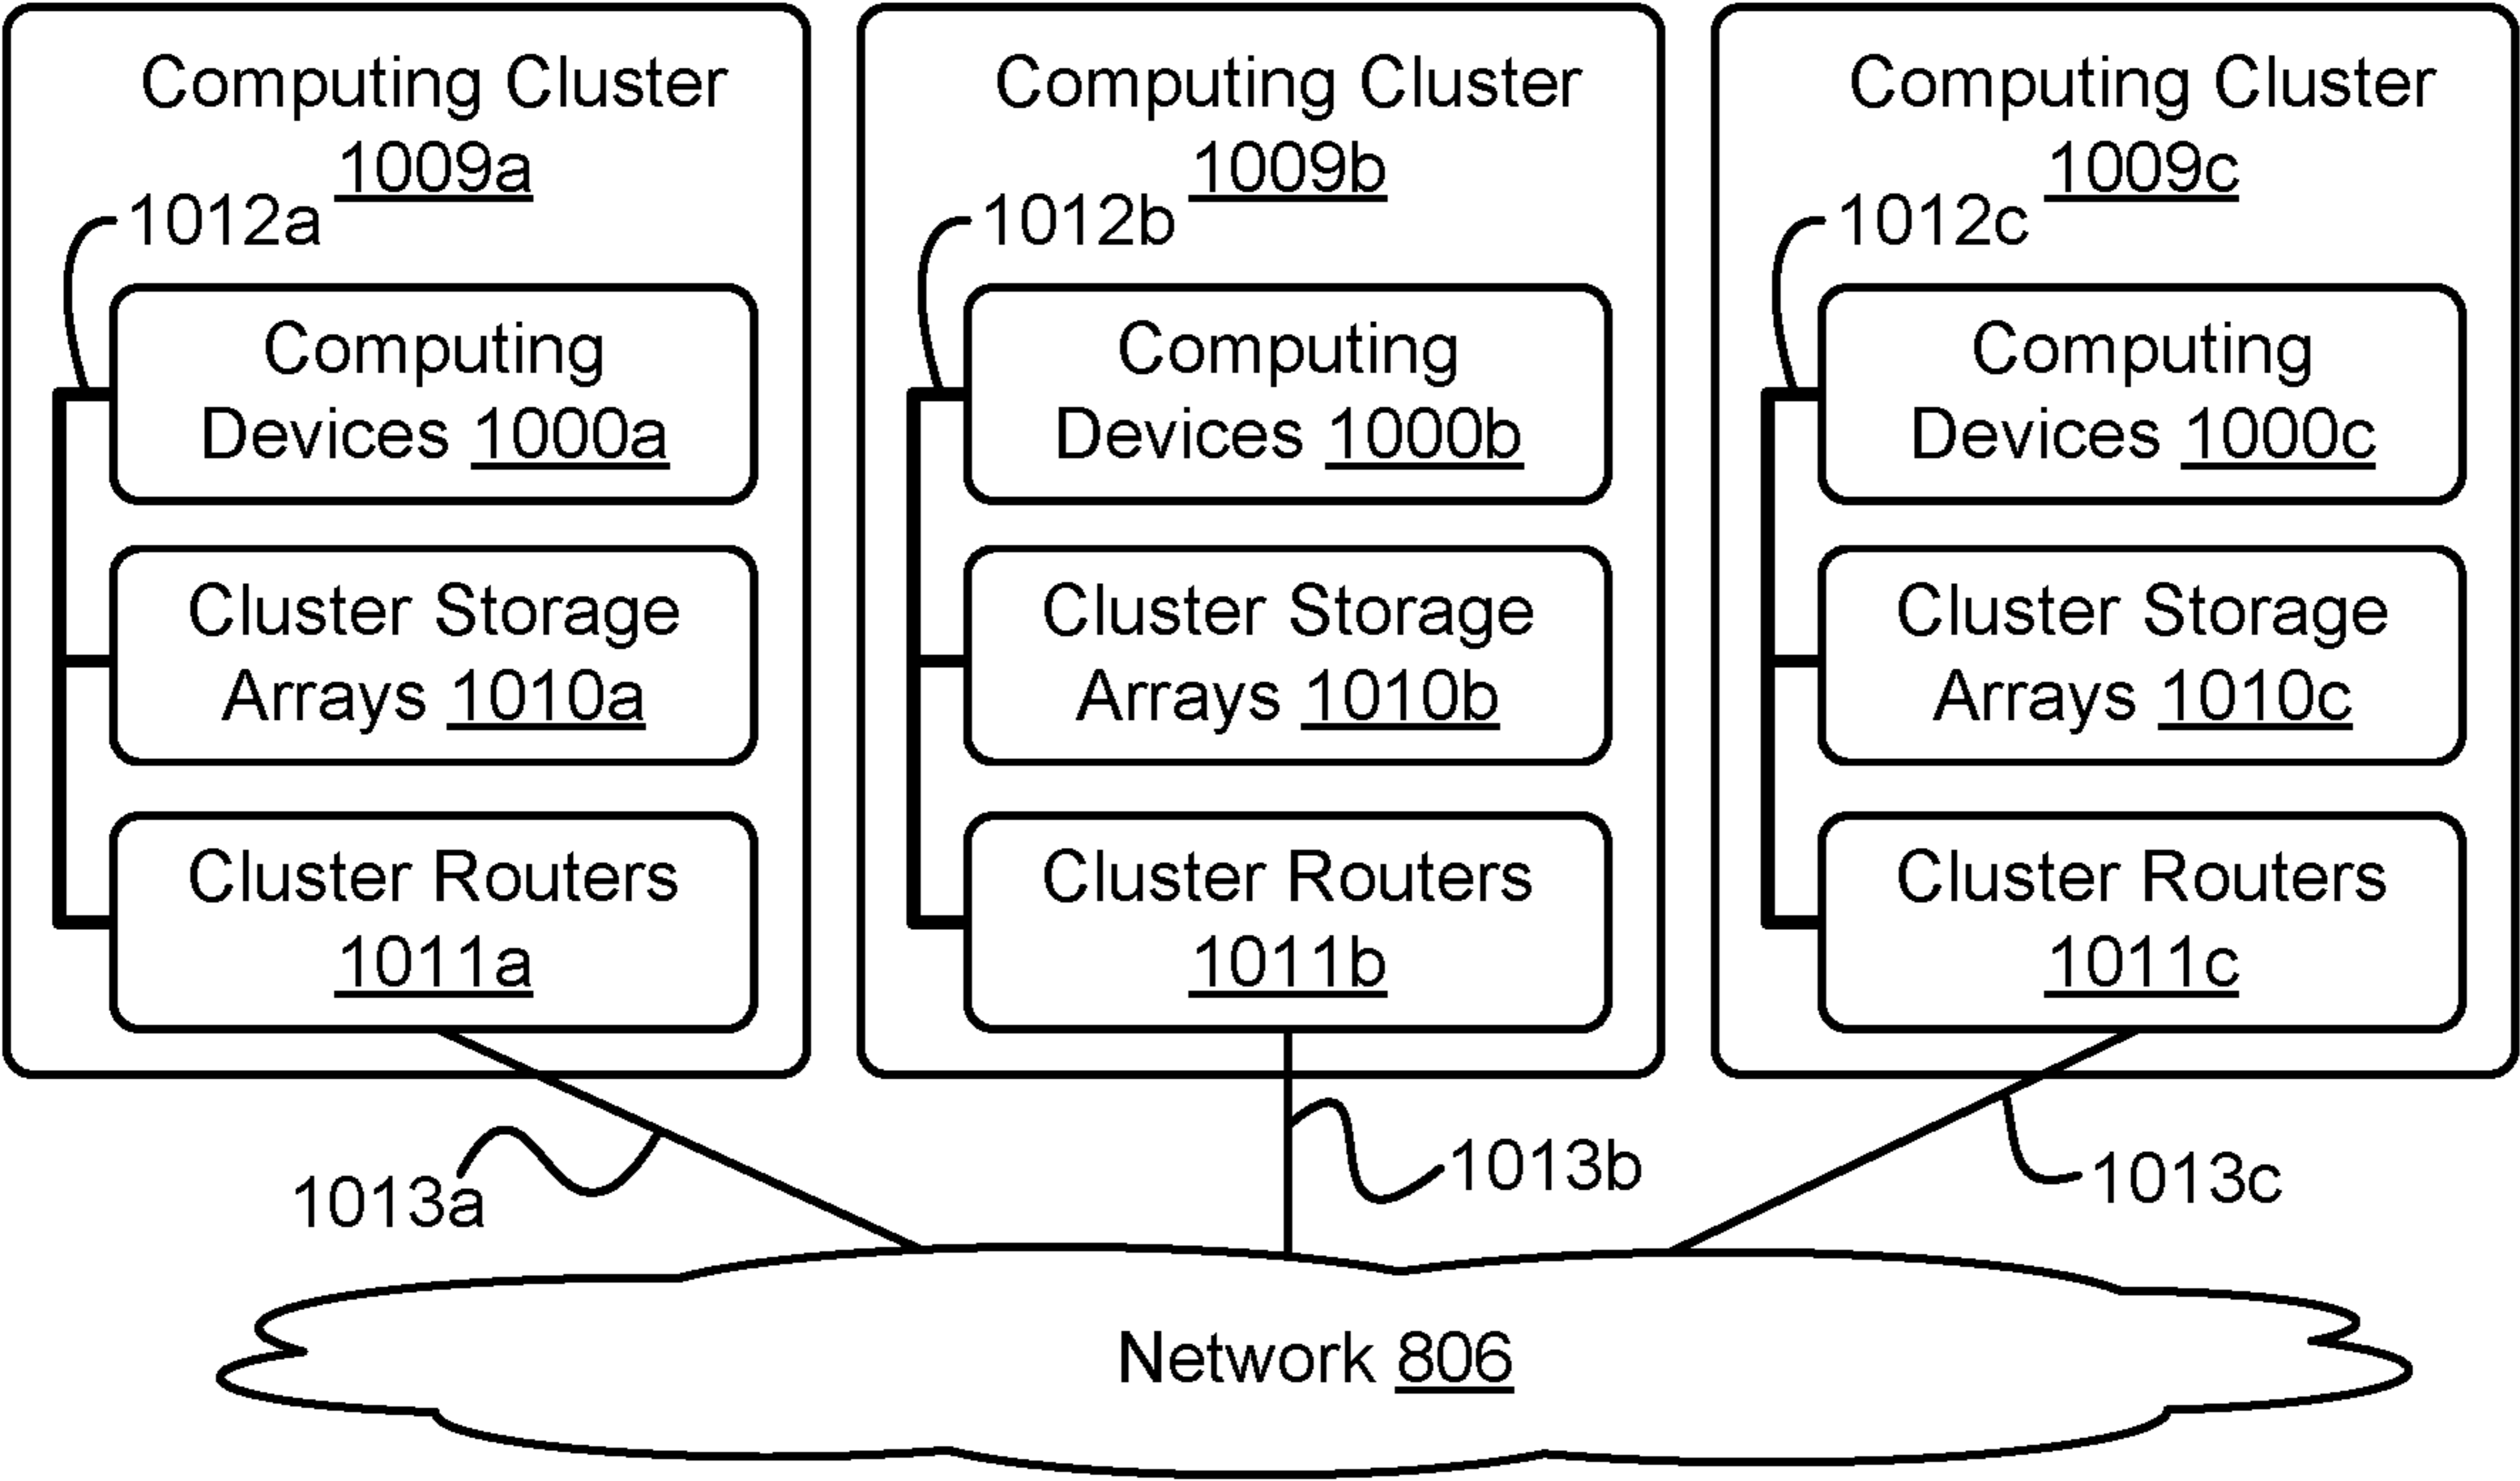 Computing Cluster
1009a
1012a
Computing
Devices 1000a
Cluster Storage
Arrays 1010a
Cluster Routers
1011a
Computing Cluster
1009b
1012b
Computing
Devices 1000b
Cluster Storage
Arrays 1010b
Cluster Routers
1011b
Computing Cluster
1009c
1012c
Computing
Devices 1000c
Cluster Storage
Arrays 1010c
Cluster Routers
1011c
1013a
1013b
1013c
Network 806